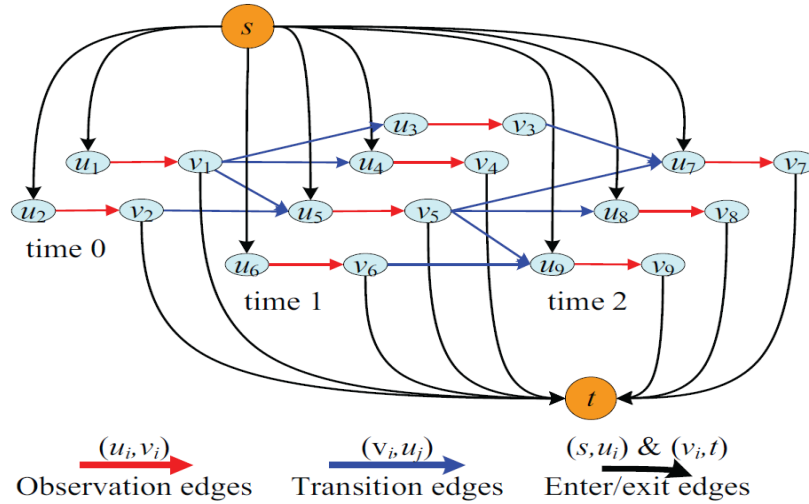 s
u3 v3
u1 v1 u4 v4 u7 v7
u2 v2 u5 v5 u8 v8
time 0
u6 v6 u9 v9
time 1 time 2
t
(ui,vi) (vi,uj) (s,ui) & (vi,t)
Observation edges Transition edges Enter/exit edges